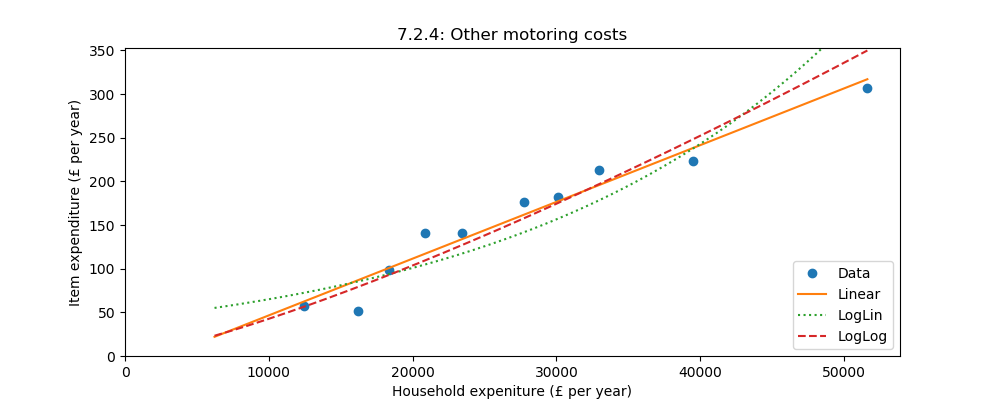 7.2.4: Other motoring costs
Item expenditure (£ per year)
350
300
250
200
150
100
50
0
0 10000 20000 30000 40000 50000
Household expeniture (£ per year)
Data
Linear
LogLin
LogLog